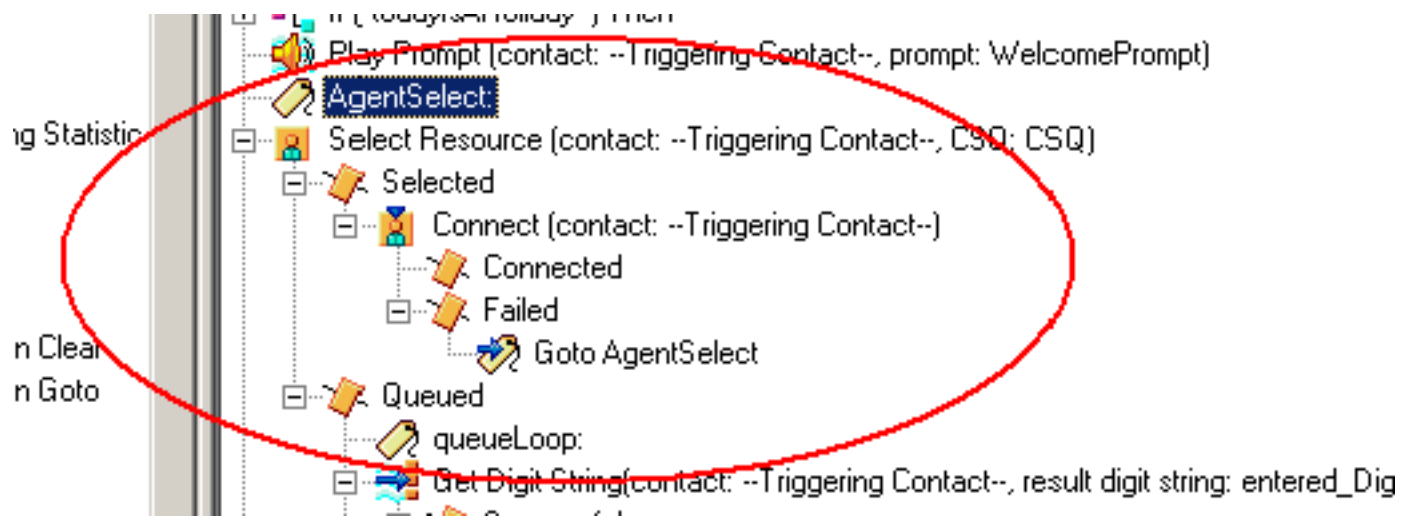 Play Prompt (contact: --Triggering Contact--, prompt: WelcomePrompt)
AgentSelect:
ng Statistic
Select Resource (contact: --Triggering Contact--, CSQ: CSQ)
Selected
Connect (contact: --Triggering Contact--)
Connected
Failed
n Clear
Goto AgentSelect
n Goto
Queued
queueLoop:
Get Digit String(contact: --Triggering Contact--, result digit string: entered_Dig